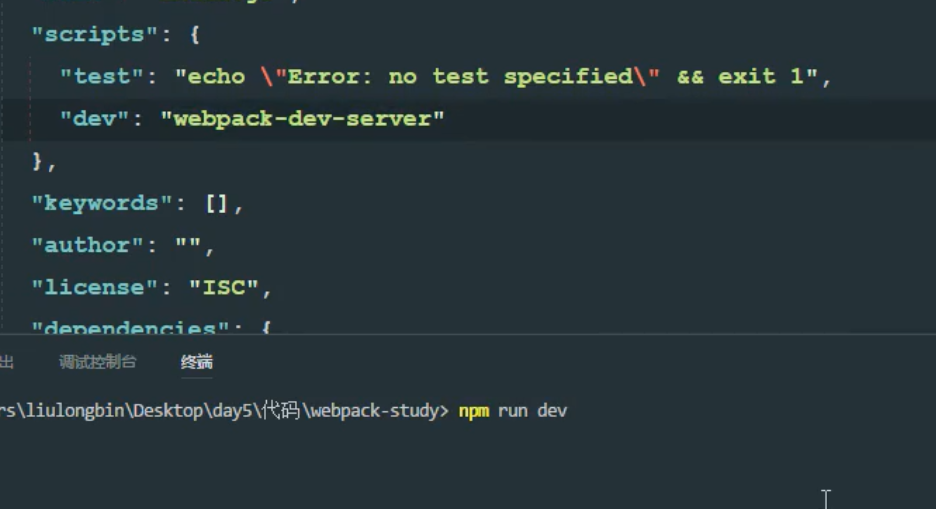 "scripts": {
"test": "echo \"Error: no test specified\" && exit 1",
"dev": "webpack-dev-server"
},
"keywords": [],
"author": "",
"license": "ISC",
"dependencies": {
出 调试控制台 终端
rs\liulongbin\Desktop\day5\代码\webpack-study> npm run dev